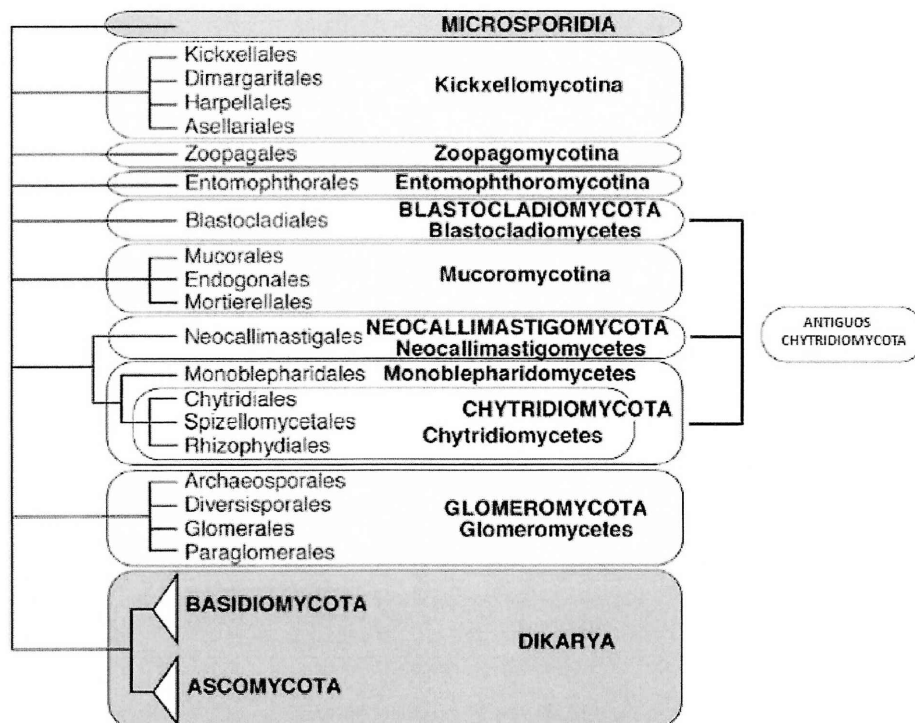 MICROSPORIDIA
Kickxellales
Dimargaritales
Harpellales
Asellariales
Kickxellomycotina
Zoopagales
Zoopagomycotina
Entomophthorales
Entomophthoromycotina
Blastocladiales
BLASTOCLADIOMYCOTA
Blastocladiomycetes
Mucorales
Endogonales
Mortierellales
Mucoromycotina
Neocallimastigales
NEOCALLIMASTIGOMYCOTA
Neocallimastigomycetes
Monoblepharidales
Monoblepharidomycetes
Chytridiales
Spizellomycetales
Rhizophydiales
CHYTRIDIOMYCOTA
Chytridiomycetes
ANTIGUOS
CHYTRIDIOMYCOTA
Archaeosporales
Diversisporales
Glomerales
Paraglomerales
GLOMEROMYCOTA
Glomeromycetes
BASIDIOMYCOTA
ASCOMYCOTA
DIKARYA